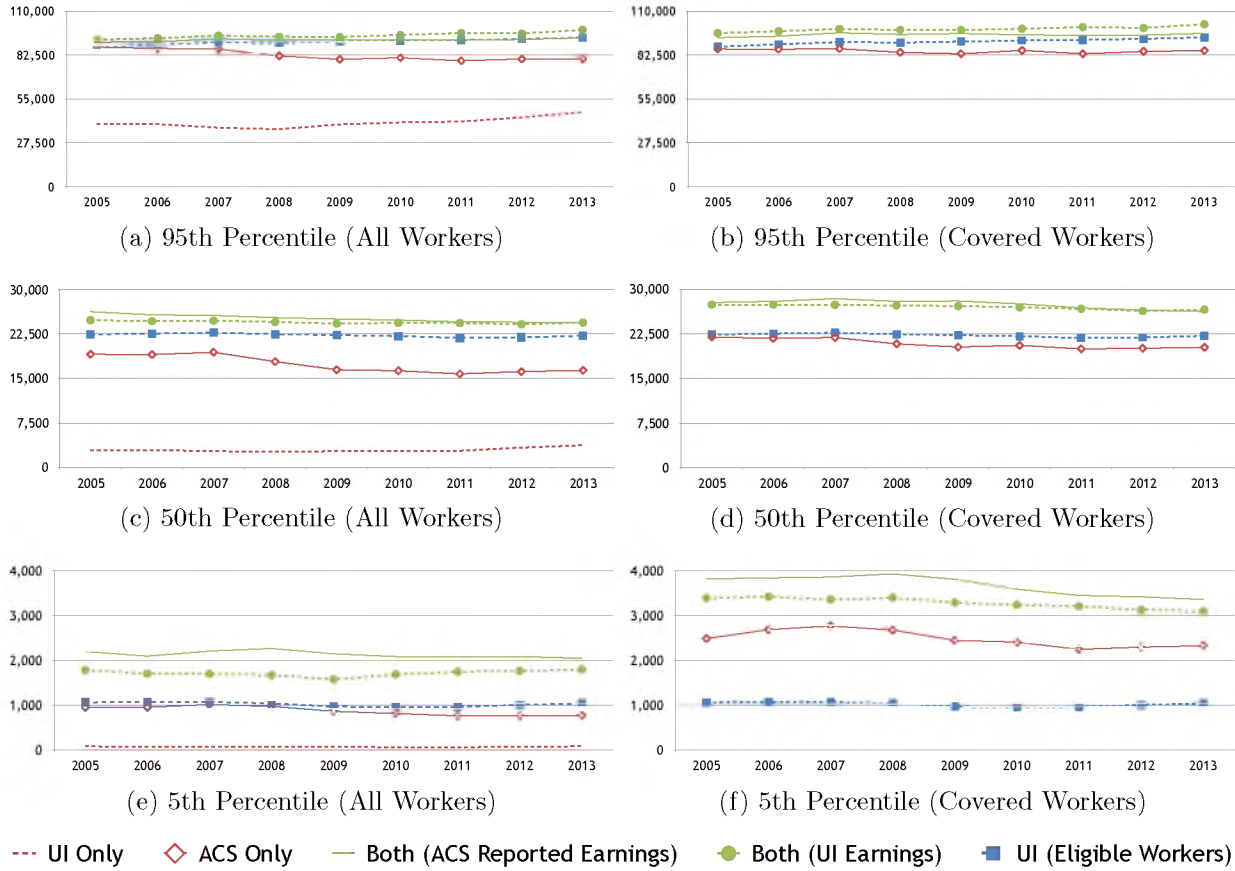 110,000
82,500
55,000
27,500
0
2005 2006 2007 2008 2009 2010 2011 2012 2013
(a) 95th Percentile (All Workers)
110,000
82,500
55,000
27,500
0
2005 2006 2007 2008 2009 2010 2011 2012 2013
(b) 95th Percentile (Covered Workers)
30,000
22,500
15,000
7,500
0
2005 2006 2007 2008 2009 2010 2011 2012 2013
(c) 50th Percentile (All Workers)
30,000
22,500
15,000
7,500
0
2005 2006 2007 2008 2009 2010 2011 2012 2013
(d) 50th Percentile (Covered Workers)
4,000
3,000
2,000
1,000
0
2005 2006 2007 2008 2009 2010 2011 2012 2013
(e) 5th Percentile (All Workers)
4,000
3,000
2,000
1,000
0
2005 2006 2007 2008 2009 2010 2011 2012 2013
(f) 5th Percentile (Covered Workers)
UI Only ACS Only Both (ACS Reported Earnings) Both (UI Earnings) UI (Eligible Workers)